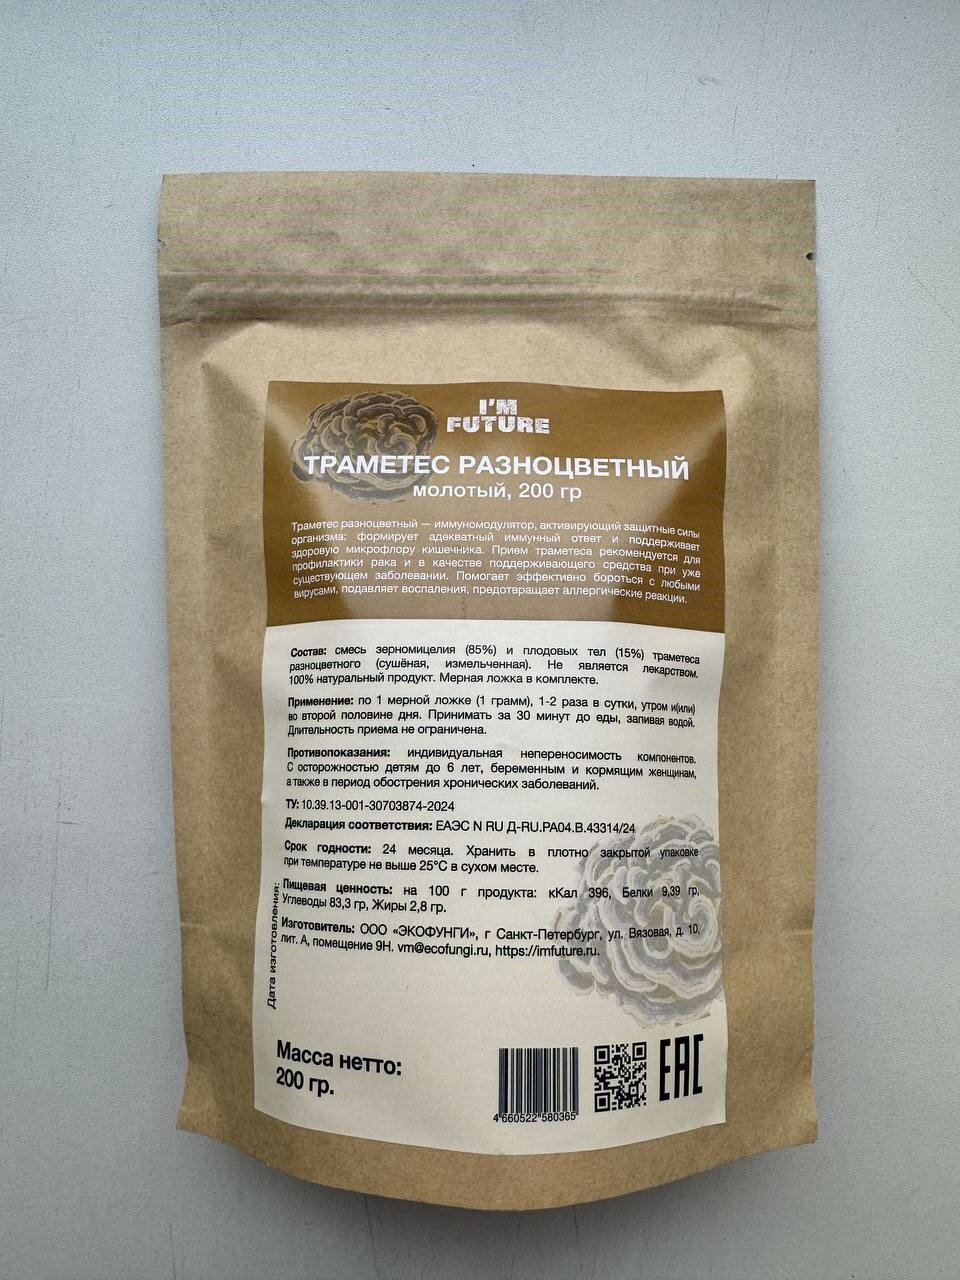 I'M
FUTURE
ТРАМЕТЕС РАЗНОЦВЕТНЫЙ
молотый, 200 гр
Траметес разноцветный — иммуномодулятор, активирующий защитные силы
организма: формирует адекватный иммунный ответ и поддерживает
здоровую микрофлору кишечника. Прием траметеса рекомендуется для
профилактики рака и в качестве поддерживающего средства при уже
существующем заболевании. Помогает эффективно бороться с любыми
вирусами, подавляет воспаления, предотвращает аллергические реакции.
Состав: смесь зерномицелия (85%) и плодовых тел (15%) траметеса
разноцветного (сушёная, измельченная). Не является лекарством.
100% натуральный продукт. Мерная ложка в комплекте.
Применение: по 1 мерной ложке (1 грамм), 1-2 раза в сутки, утром и(или)
во второй половине дня. Принимать за 30 минут до еды, запивая водой.
Длительность приема не ограничена.
Противопоказания: индивидуальная непереносимость компонентов.
С осторожностью детям до 6 лет, беременным и кормящим женщинам,
а также в период обострения хронических заболеваний.
ТУ: 10.39.13-001-30703874-2024
Декларация соответствия: ЕАЭС N RU Д-RU.РА04.В.43314/24
Срок годности: 24 месяца. Хранить в плотно закрытой упаковке
при температуре не выше 25°С в сухом месте.
Пищевая ценность: на 100 г продукта: кКал 396, Белки 9,39 гр,
Углеводы 83,3 гр, Жиры 2,8 гр.
Изготовитель: ООО «ЭКОФУНГИ», г Санкт-Петербург, ул. Вязовая, д. 10,
лит. А, помещение 9Н. vm@ecofungi.ru, https://imfuture.ru.
Дата изготовления:
Масса нетто:
200 гр.
4 660522 580365
EAC